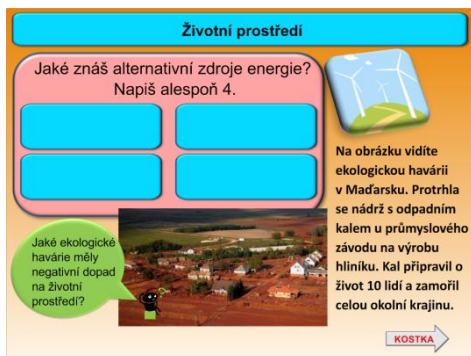 Životní prostředí
Jaké znáš alternativní zdroje energie?
Napiš alespoň 4.
Na obrázku vidíte
ekologickou havárii
v Maďarsku. Protrhla
se nádrž s odpadním
kalem u průmyslového
závodu na výrobu
hliníku. Kal připravil o
život 10 lidí a zamořil
celou okolní krajinu.
Jaké ekologické
havárie měly
negativní dopad
na životní
prostředí?
KOSTKA